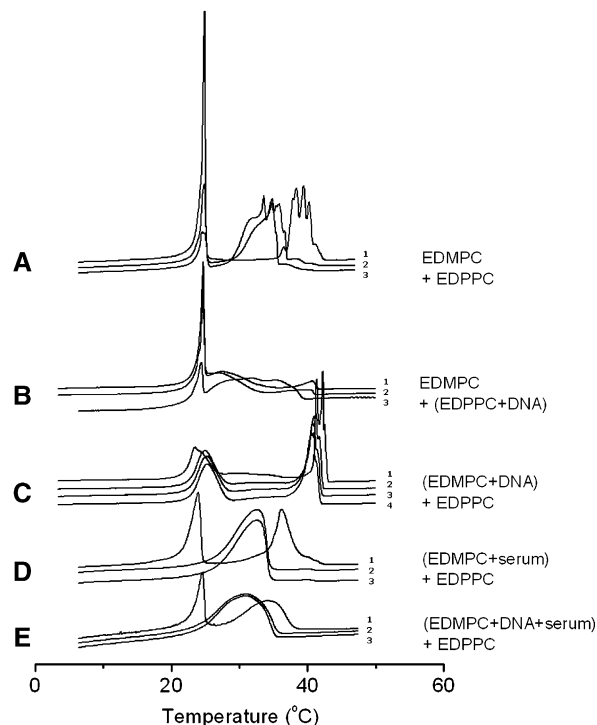 A
1
2
3
EDMPC
+ EDPPC
B
1
2
3
EDMPC
+ (EDPPC+DNA)
C
1
2
3
4
(EDMPC+DNA)
+ EDPPC
D
1
2
3
(EDMPC+serum)
+ EDPPC
E
1
2
3
(EDMPC+DNA+serum)
+ EDPPC
0 20 40 60
Temperature (°C)